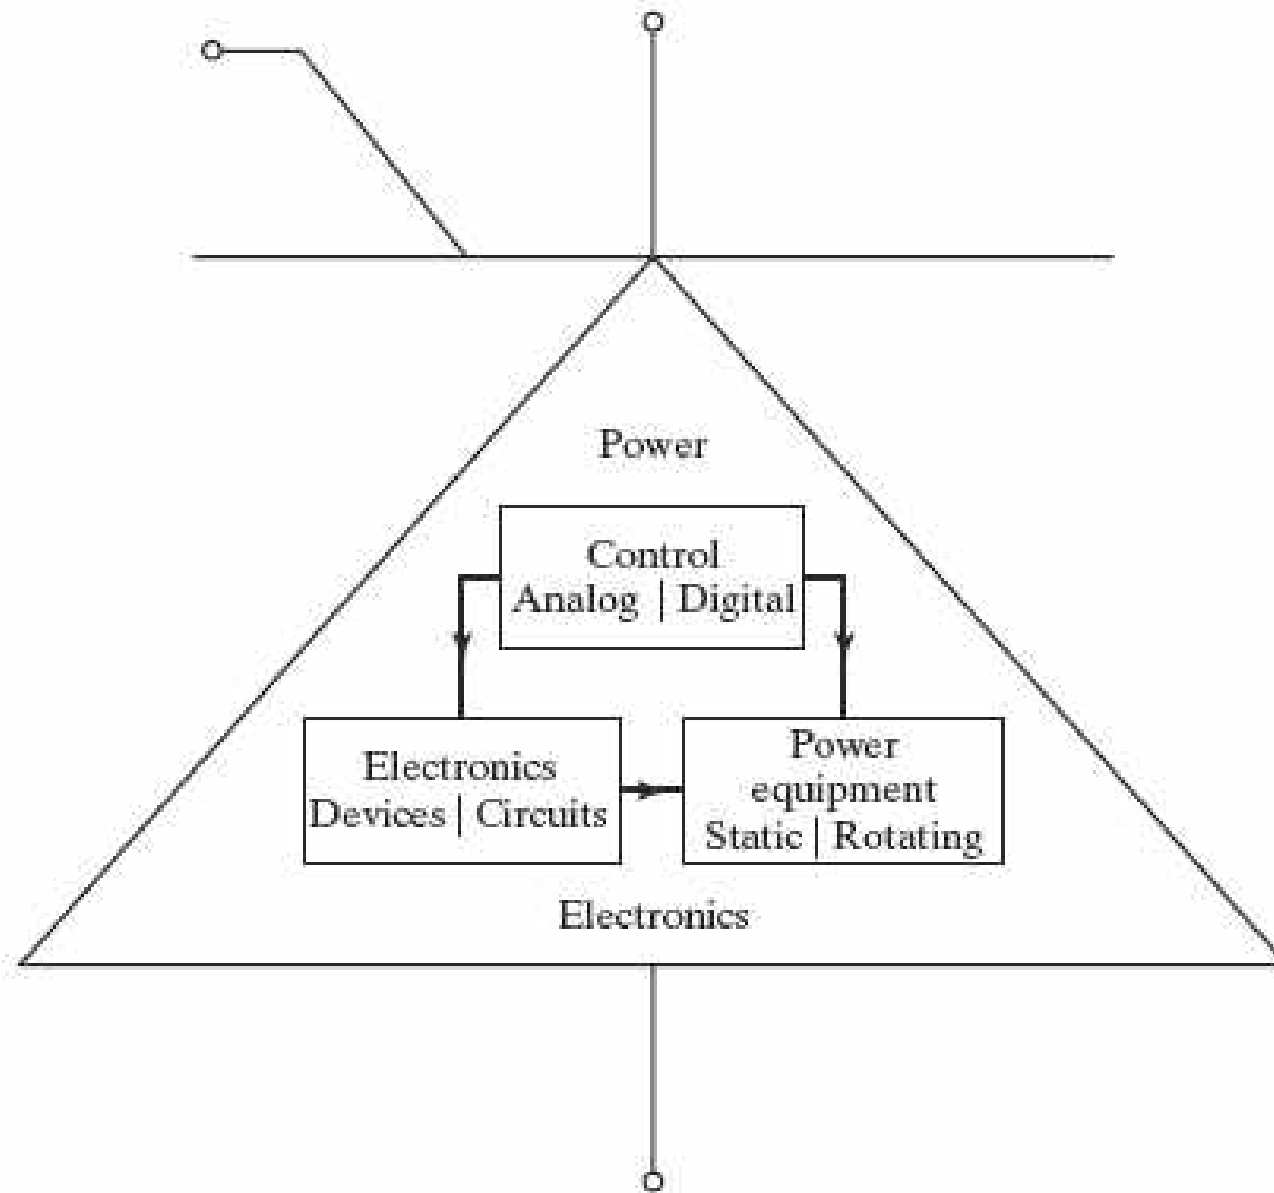 Power
Control
Analog | Digital
Electronics
Devices | Circuits
Power
equipment
Static | Rotating
Electronics